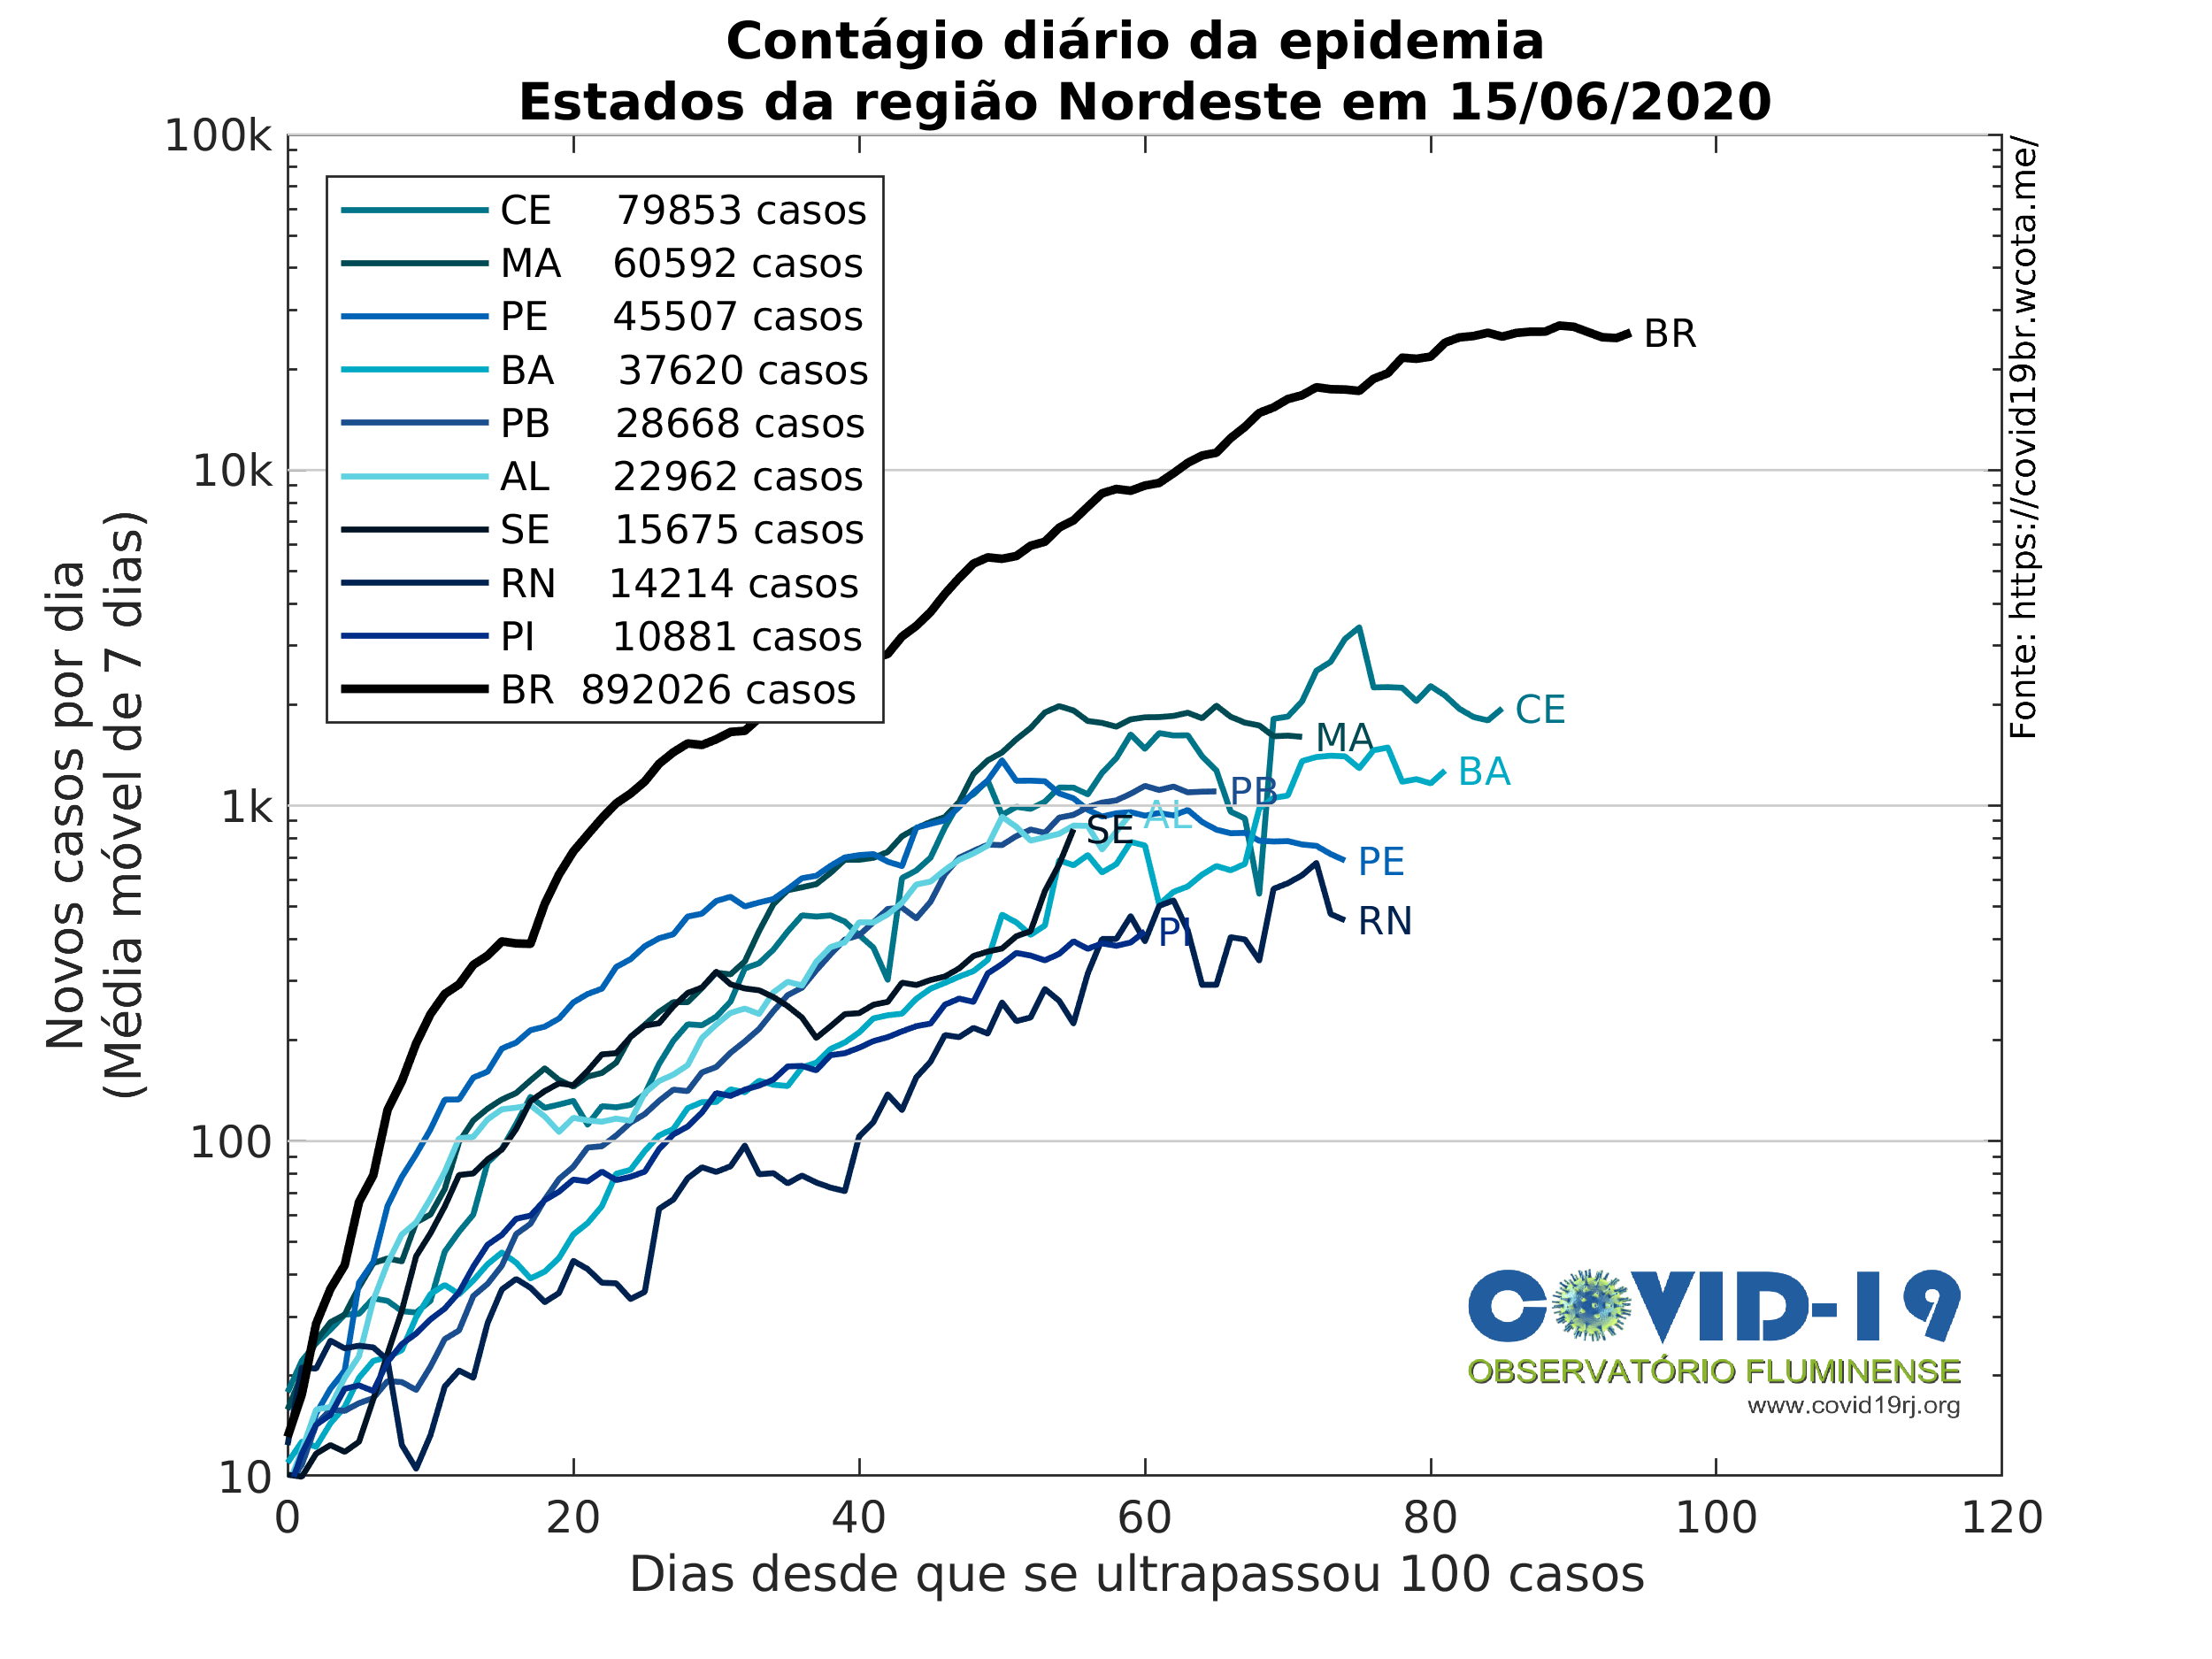 Contágio diário da epidemia
Estados da região Nordeste em 15/06/2020
Novos casos por dia
(Média móvel de 7 dias)
100k
10k
1k
100
10
CE 79853 casos
MA 60592 casos
PE 45507 casos
BA 37620 casos
PB 28668 casos
AL 22962 casos
SE 15675 casos
RN 14214 casos
PI 10881 casos
BR 892026 casos
BR
CE
MA
BA
PB
AL
SE
PE
RN
PI
Fonte: https://covid19br.wcota.me/
COVID-19
OBSERVATÓRIO FLUMINENSE
www.covid19rj.org
0 20 40 60 80 100 120
Dias desde que se ultrapassou 100 casos